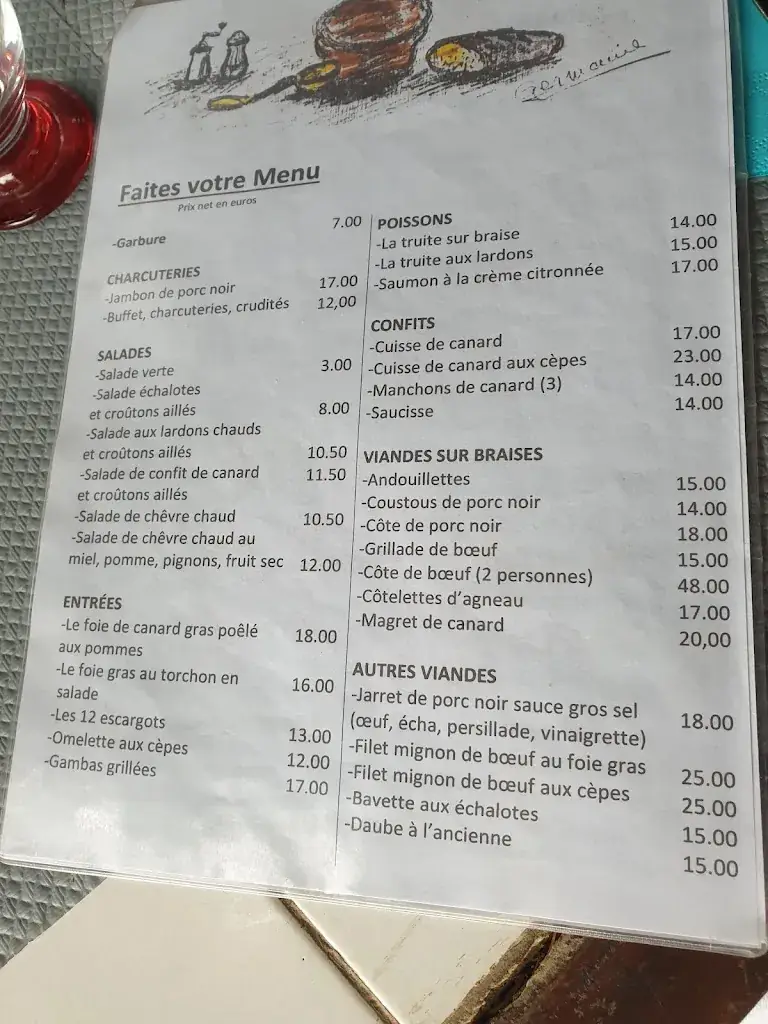 Faites votre Menu
Prix net en euros
-Garbure 7.00
CHARCUTERIES
-Jambon de porc noir 17.00
-Buffet, charcuteries, crudités 12,00
SALADES
-Salade verte 3.00
-Salade échalotes
et croûtons aillés 8.00
-Salade aux lardons chauds
et croûtons aillés 10.50
-Salade de confit de canard 11.50
et croûtons aillés
-Salade de chêvre chaud 10.50
-Salade de chêvre chaud au
miel, pomme, pignons, fruit sec 12.00
ENTRÉES
-Le foie de canard gras poêlé 18.00
aux pommes
-Le foie gras au torchon en 16.00
salade
-Les 12 escargots 13.00
-Omelette aux cèpes 12.00
-Gambas grillées 17.00
POISSONS
-La truite sur braise 14.00
-La truite aux lardons 15.00
-Saumon à la crème citronnée 17.00
CONFITS
-Cuisse de canard 17.00
-Cuisse de canard aux cèpes 23.00
-Manchons de canard (3) 14.00
-Saucisse 14.00
VIANDES SUR BRAISES
-Andouillettes 15.00
-Coustous de porc noir 14.00
-Côte de porc noir 18.00
-Grillade de bœuf 15.00
-Côte de bœuf (2 personnes) 48.00
-Côtelettes d'agneau 17.00
-Magret de canard 20,00
AUTRES VIANDES
-Jarret de porc noir sauce gros sel 18.00
(œuf, écha, persillade, vinaigrette)
-Filet mignon de bœuf au foie gras 25.00
-Filet mignon de bœuf aux cèpes 25.00
-Bavette aux échalotes 15.00
-Daube à l'ancienne 15.00